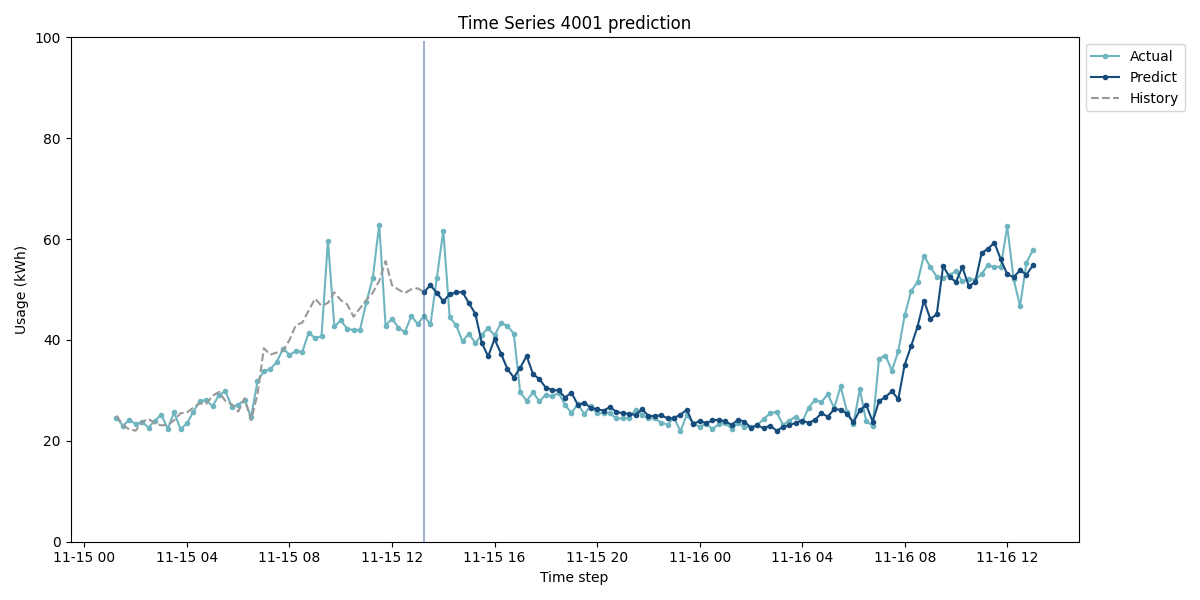 Time Series 4001 prediction
100
80
60
40
20
0
Usage (kWh)
11-15 00
11-15 04
11-15 08
11-15 12
11-15 16
11-15 20
11-16 00
11-16 04
11-16 08
11-16 12
Time step
Actual
Predict
History